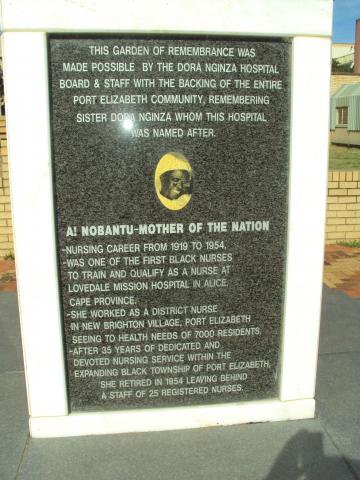 THIS GARDEN OF REMEMBRANCE WAS
MADE POSSIBLE BY THE DORA NGINZA HOSPITAL
BOARD & STAFF WITH THE BACKING OF THE ENTIRE
PORT ELIZABETH COMMUNITY, REMEMBERING
SISTER DORA NGINZA WHOM THIS HOSPITAL
WAS NAMED AFTER.
A! NOBANTU-MOTHER OF THE NATION
-NURSING CAREER FROM 1919 TO 1954.
-WAS ONE OF THE FIRST BLACK NURSES
TO TRAIN AND QUALIFY AS A NURSE AT
LOVEDALE MISSION HOSPITAL IN ALICE,
CAPE PROVINCE.
-SHE WORKED AS A DISTRICT NURSE
IN NEW BRIGHTON VILLAGE, PORT ELIZABETH
SEEING TO HEALTH NEEDS OF 7000 RESIDENTS.
-AFTER 35 YEARS OF DEDICATED AND
DEVOTED NURSING SERVICE WITHIN THE
EXPANDING BLACK TOWNSHIP OF PORT ELIZABETH,
SHE RETIRED IN 1954 LEAVING BEHIND
A STAFF OF 25 REGISTERED NURSES.